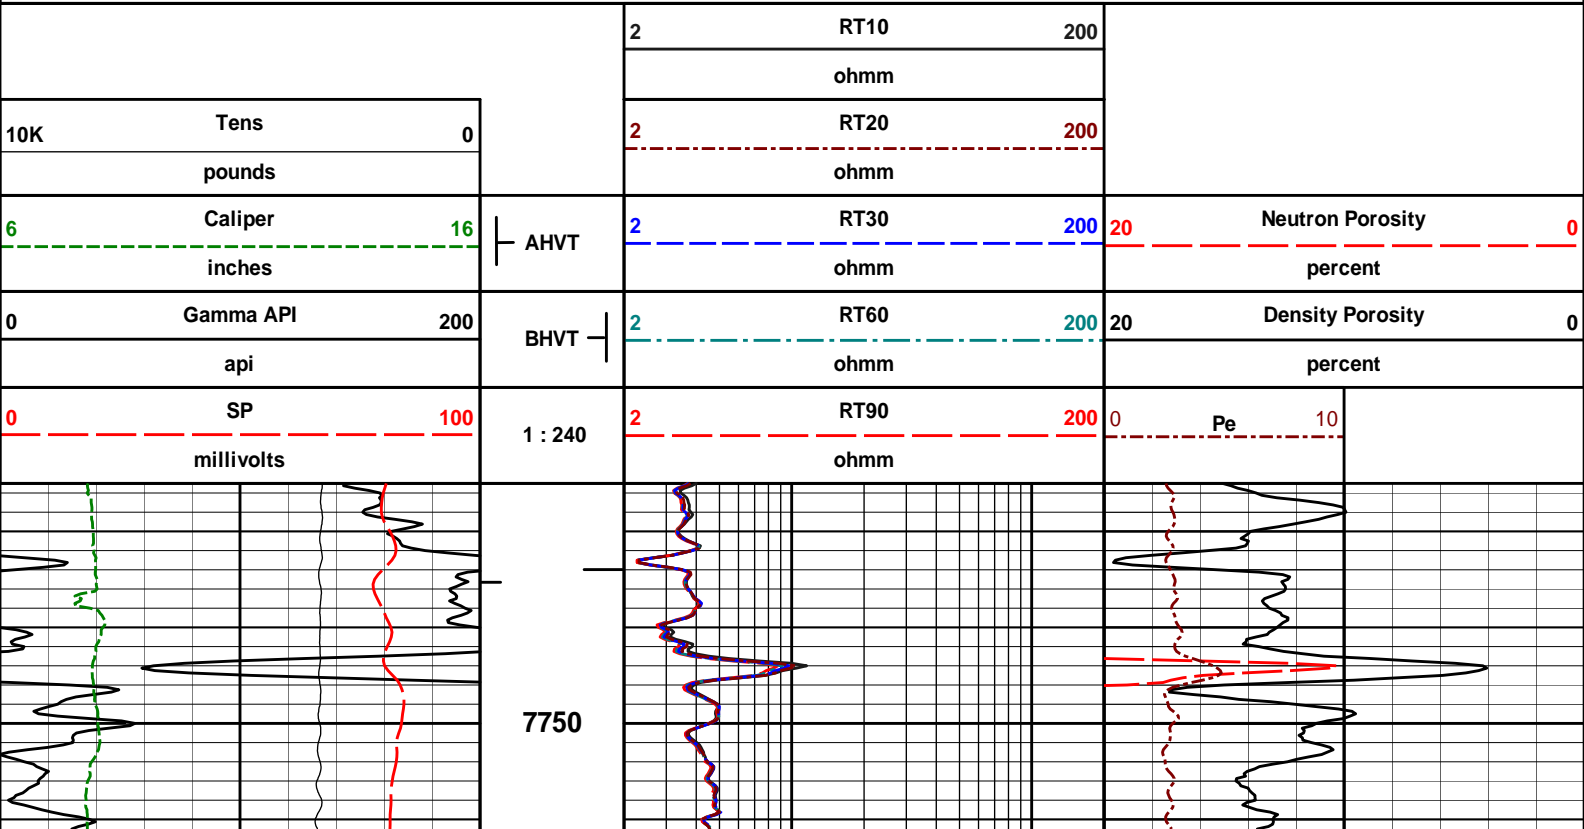 2 RT10 200
ohmm
10K Tens 0
pounds
2 RT20 200
ohmm
6 Caliper 16
inches
AHVT
2 RT30 200
ohmm
20 Neutron Porosity 0
percent
0 Gamma API 200
api
BHVT
2 RT60 200
ohmm
20 Density Porosity 0
percent
0 SP 100
millivolts
1 : 240
2 RT90 200
ohmm
0 Pe 10
7750